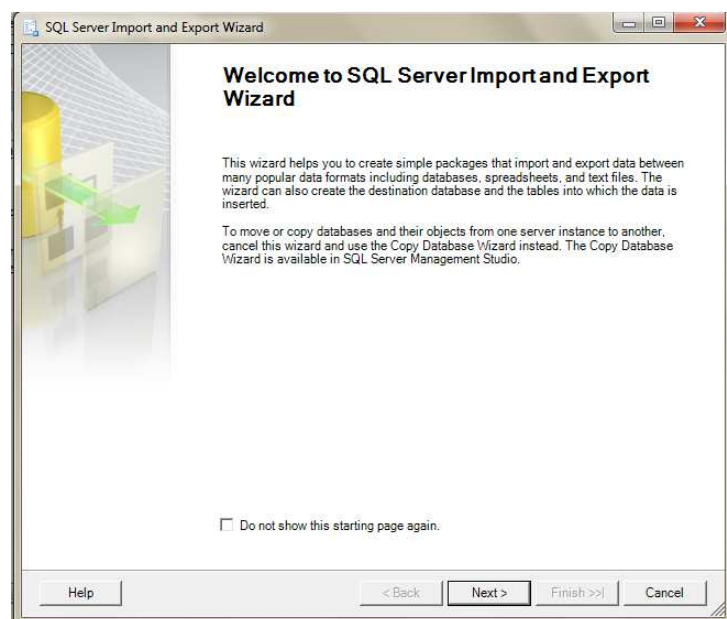 SQL Server Import and Export Wizard
Welcome to SQL Server Import and Export
Wizard
This wizard helps you to create simple packages that import and export data between
many popular data formats including databases, spreadsheets, and text files. The
wizard can also create the destination database and the tables into which the data is
inserted.
To move or copy databases and their objects from one server instance to another,
cancel this wizard and use the Copy Database Wizard instead. The Copy Database
Wizard is available in SQL Server Management Studio.
Do not show this starting page again.
Help < Back Next > Finish >>| Cancel